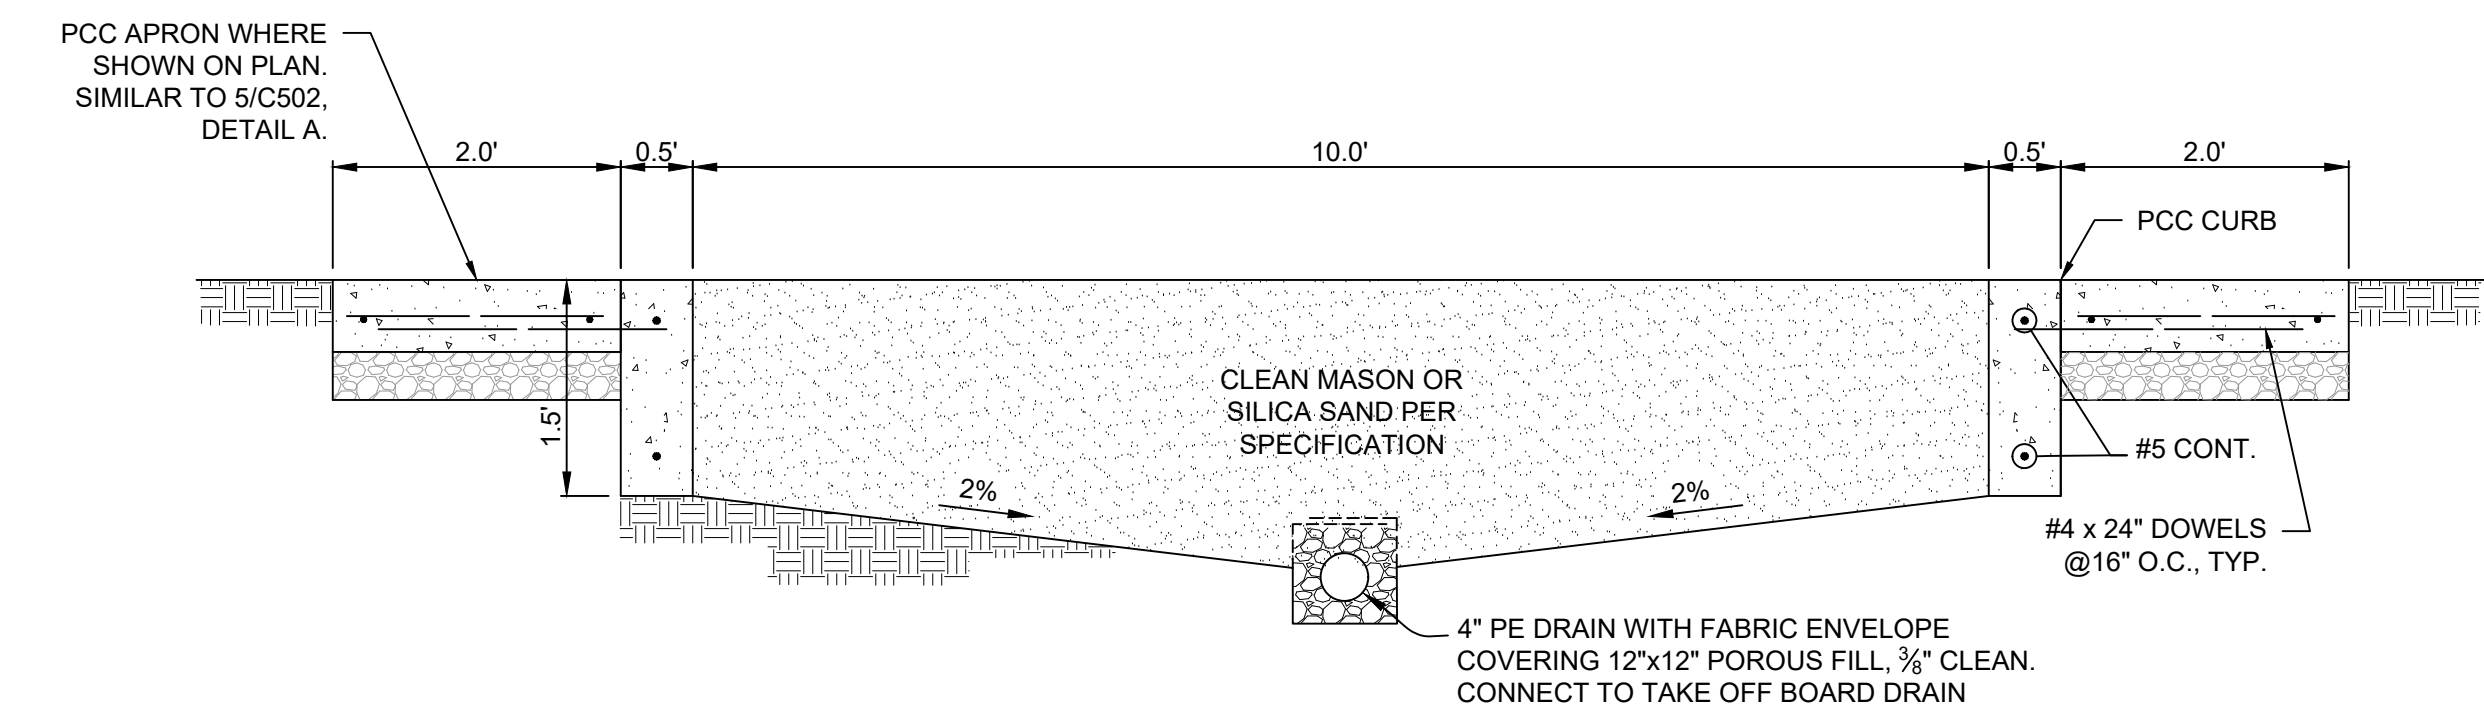 PCC APRON WHERE
SHOWN ON PLAN.
SIMILAR TO 5/C502,
DETAIL A.
2.0'
0.5'
10.0'
0.5'
2.0'
PCC CURB
1.5'
CLEAN MASON OR
SILICA SAND PER
SPECIFICATION
2%
2%
#5 CONT.
#4 x 24" DOWELS
@16" O.C., TYP.
4" PE DRAIN WITH FABRIC ENVELOPE
COVERING 12"x12" POROUS FILL, ⅜" CLEAN.
CONNECT TO TAKE OFF BOARD DRAIN